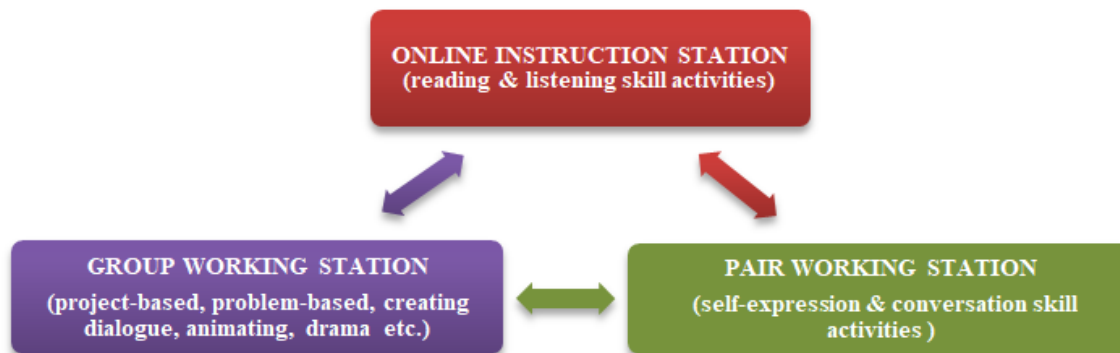 ONLINE INSTRUCTION STATION
(reading & listening skill activities)
GROUP WORKING STATION
(project-based, problem-based, creating
dialogue, animating, drama etc.)
PAIR WORKING STATION
(self-expression & conversation skill
activities )